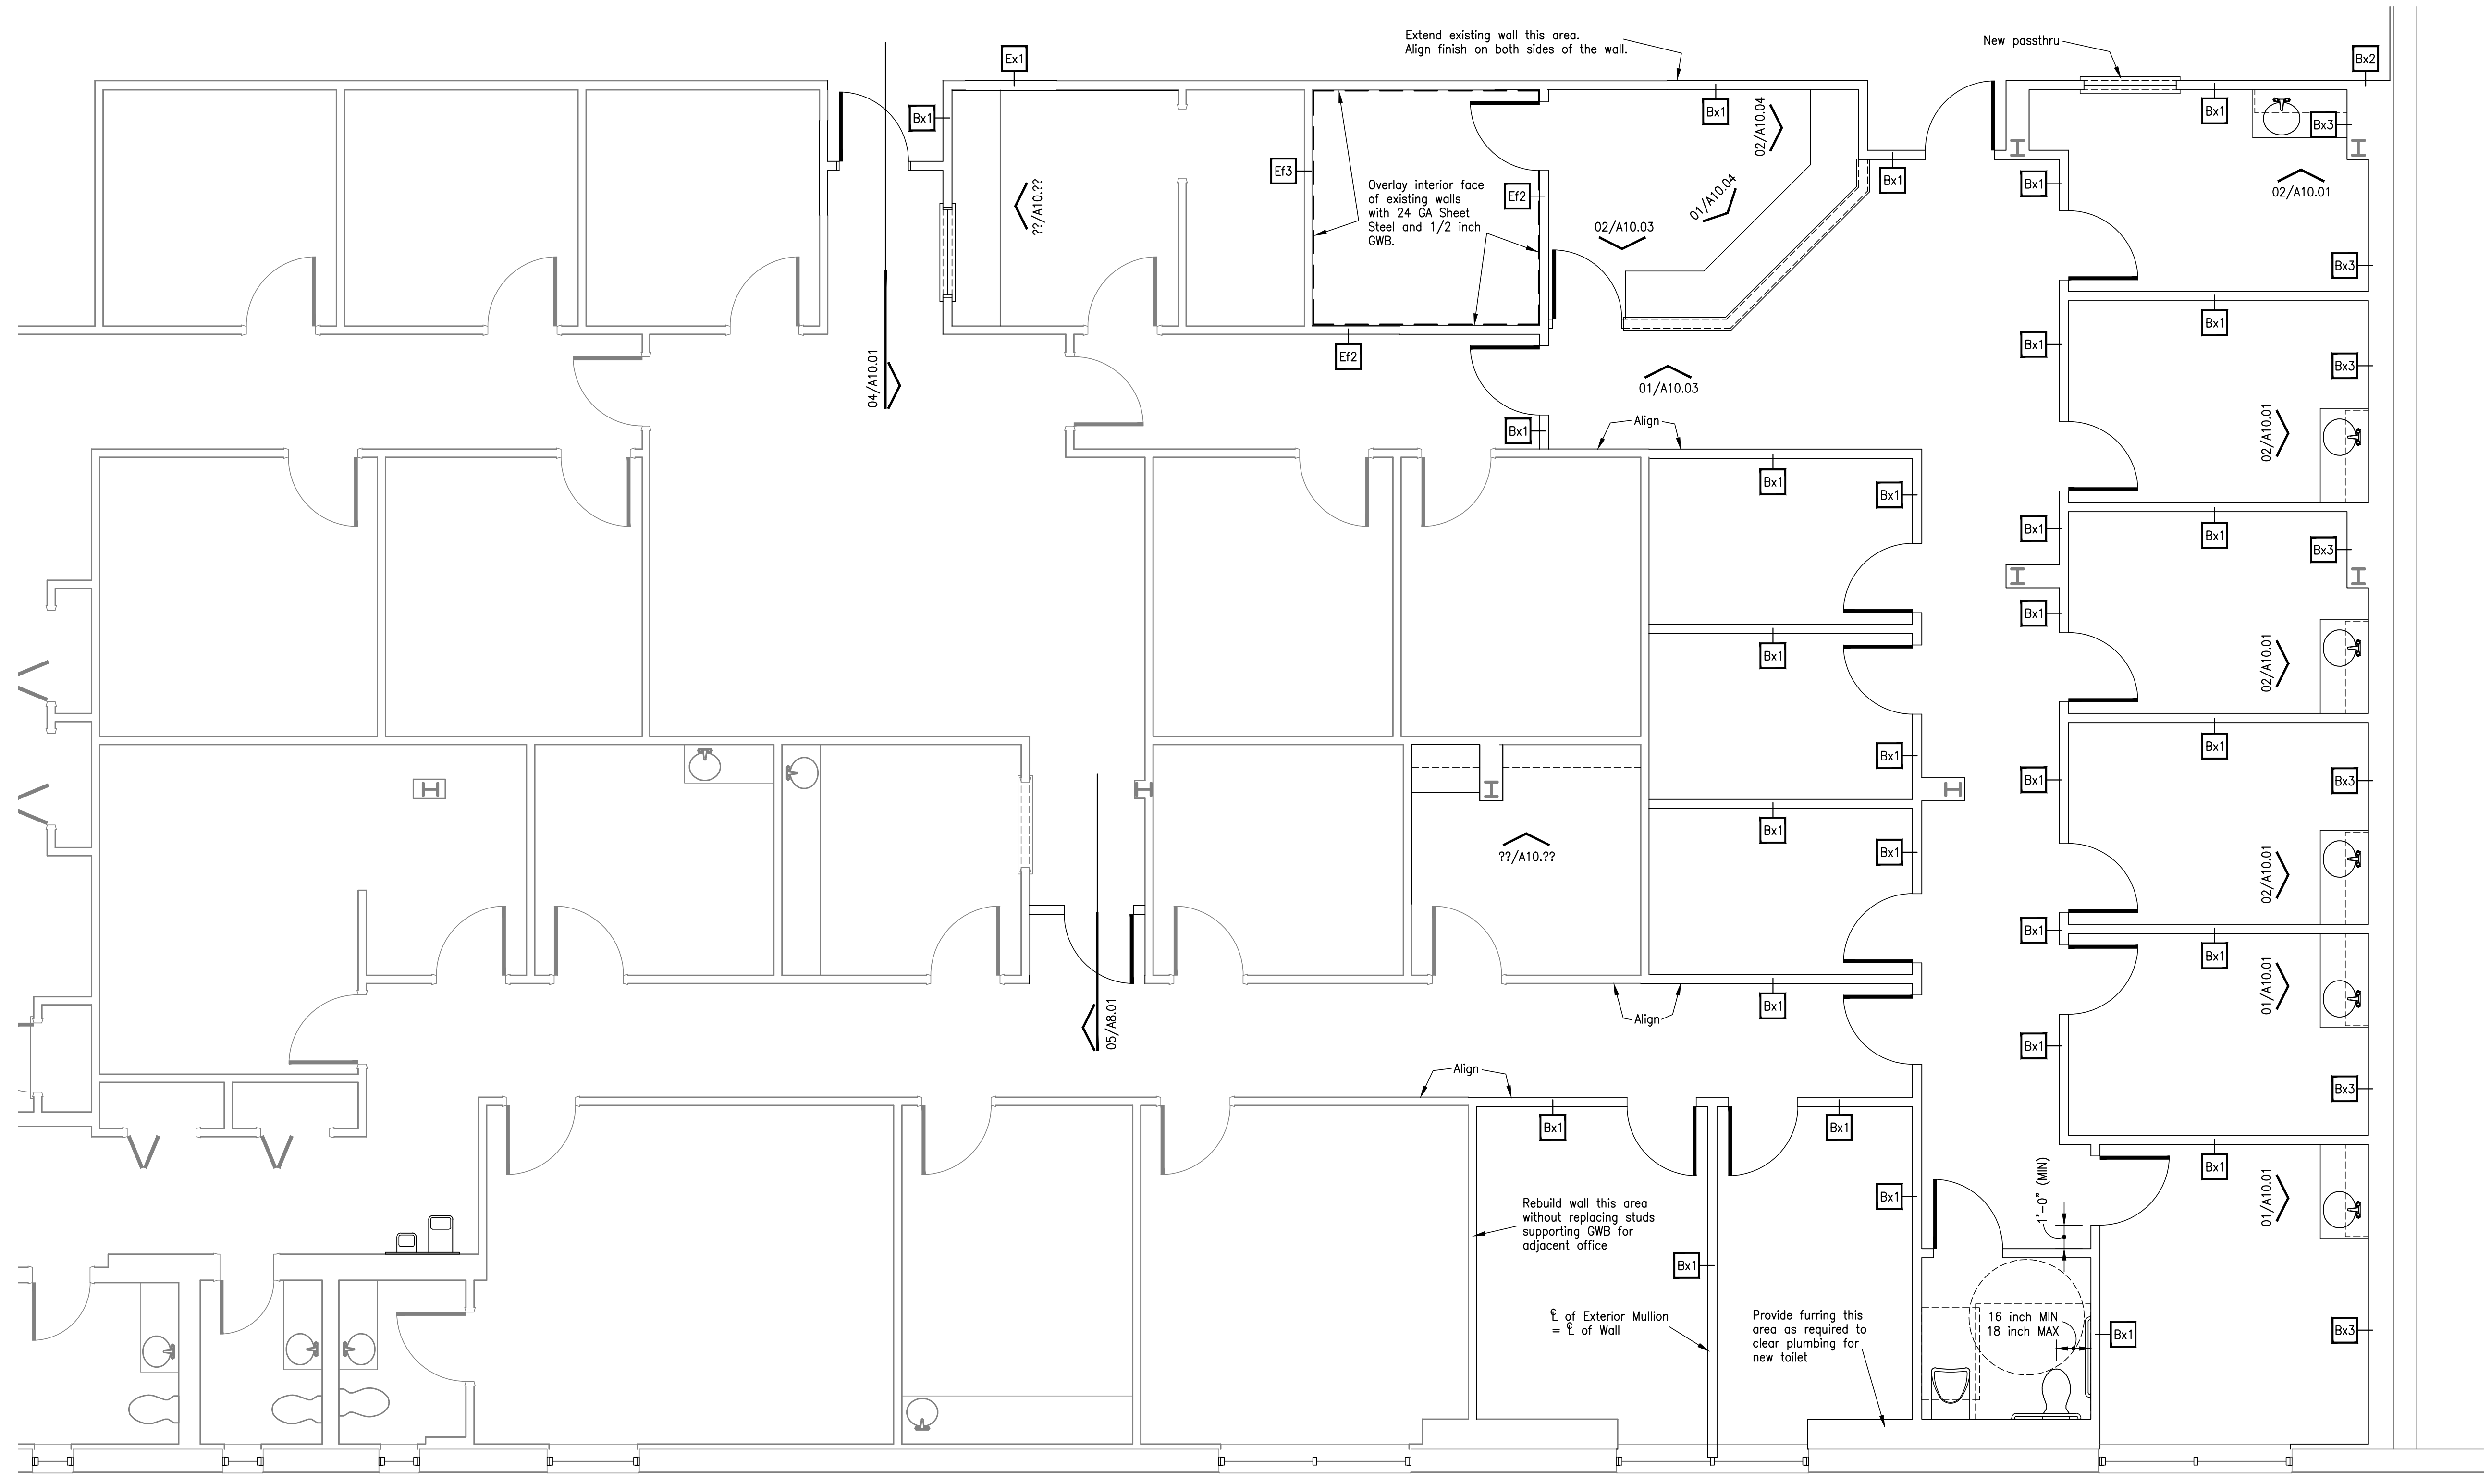 Extend existing wall this area.
Align finish on both sides of the wall.
New passthru
Ex1
Bx2
Bx1
Bx1
Bx1
Bx3
02/A10.04
Ef3
Ef2
Bx1
Bx1
02/A10.01
??/A10.??
Overlay interior face
of existing walls
with 24 GA Sheet
Steel and 1/2 inch
GWB.
01/A10.04
02/A10.03
Bx3
Bx1
Bx1
Ef2
Bx3
04/A10.01
01/A10.03
Align
Bx1
02/A10.01
Bx1
Bx1
Bx1
Bx1
Bx3
Bx1
Bx1
02/A10.01
Bx1
Bx1
Bx1
Bx3
Bx1
Bx1
??/A10.??
02/A10.01
Bx1
Bx1
01/A10.01
Bx1
Align
05/A8.01
Bx1
Bx3
Align
Bx1
Bx1
Bx1
1'-0" (MIN)
Bx1
01/A10.01
Rebuild wall this area
without replacing studs
supporting GWB for
adjacent office
Bx1
℄ of Exterior Mullion
= ℄ of Wall
Provide furring this
area as required to
clear plumbing for
new toilet
16 inch MIN
18 inch MAX
Bx1
Bx3